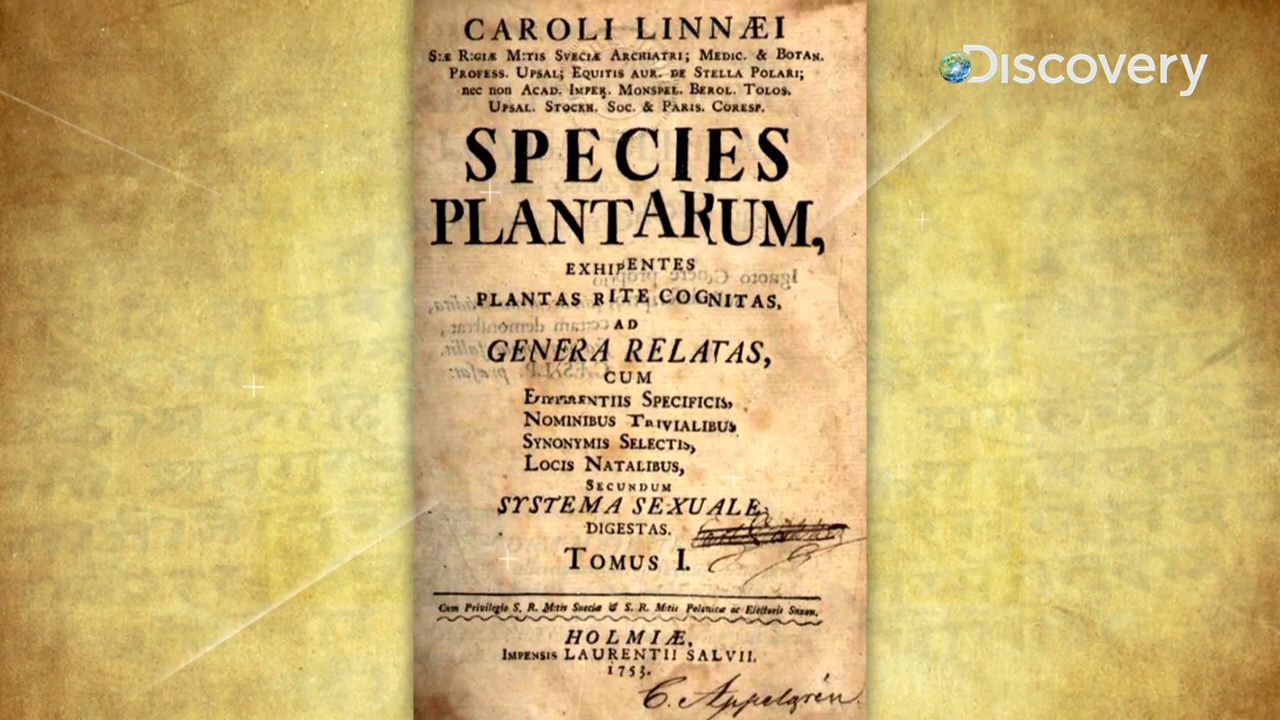 CAROLI LINNÆI
S:Æ R:GIÆ M:TIS SVECIÆ ARCHIATRI; MEDIC. & BOTAN.
PROFESS. UPSAL; EQUITIS AUR. DE STELLA POLARI;
nec non ACAD. IMPER. MONSPEL. BEROL. TOLOS.
UPSAL. STOCKH. SOC. & PARIS. CORESP.
Discovery
SPECIES
PLANTARUM,
EXHIBENTES
PLANTAS RITE COGNITAS,
AD
GENERA RELATAS,
CUM
DIFFERENTIIS SPECIFICIS,
NOMINIBUS TRIVIALIBUS,
SYNONYMIS SELECTIS,
LOCIS NATALIBUS,
SECUNDUM
SYSTEMA SEXUALE
DIGESTAS.
TOMUS I.
Cum Privilegio S. R. M:tis Sueciæ & S. R. M:tis Polonicæ ac Electoris Saxon.
HOLMIÆ,
IMPENSIS LAURENTII SALVII.
1753.
C. Appelgrén